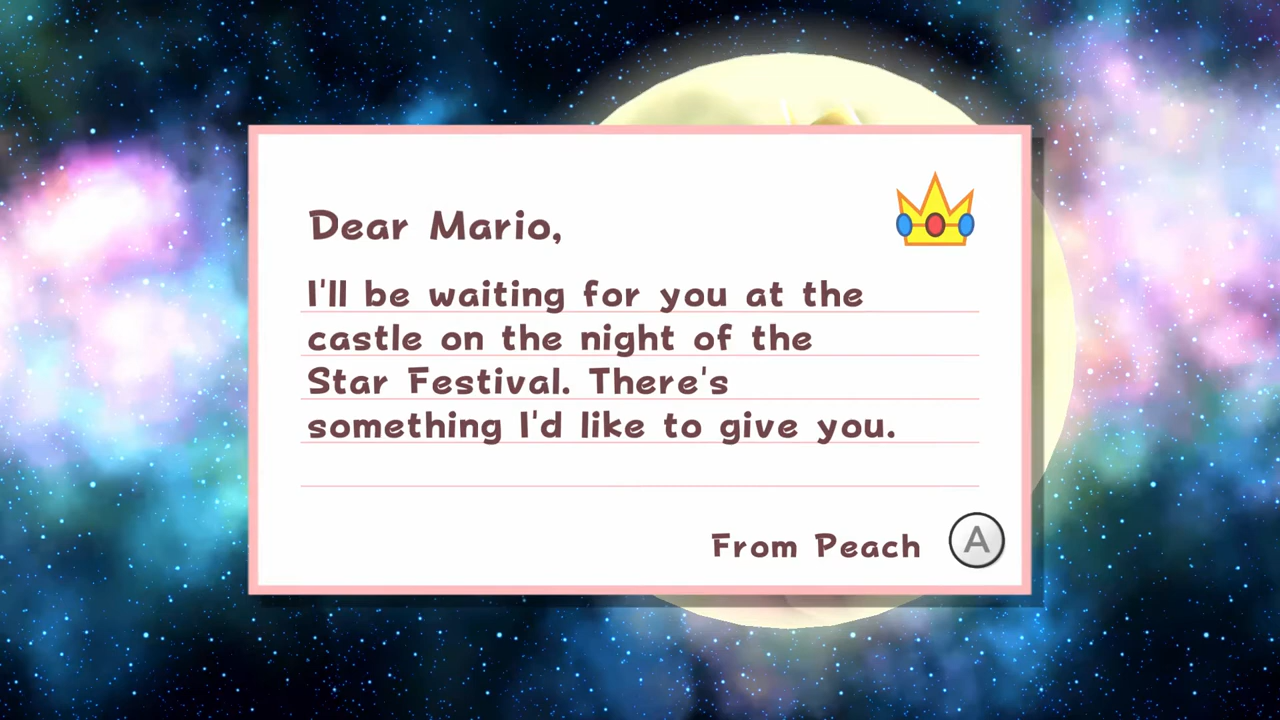 Dear Mario,
I'll be waiting for you at the
castle on the night of the
Star Festival. There's
something I'd like to give you.
From Peach
A